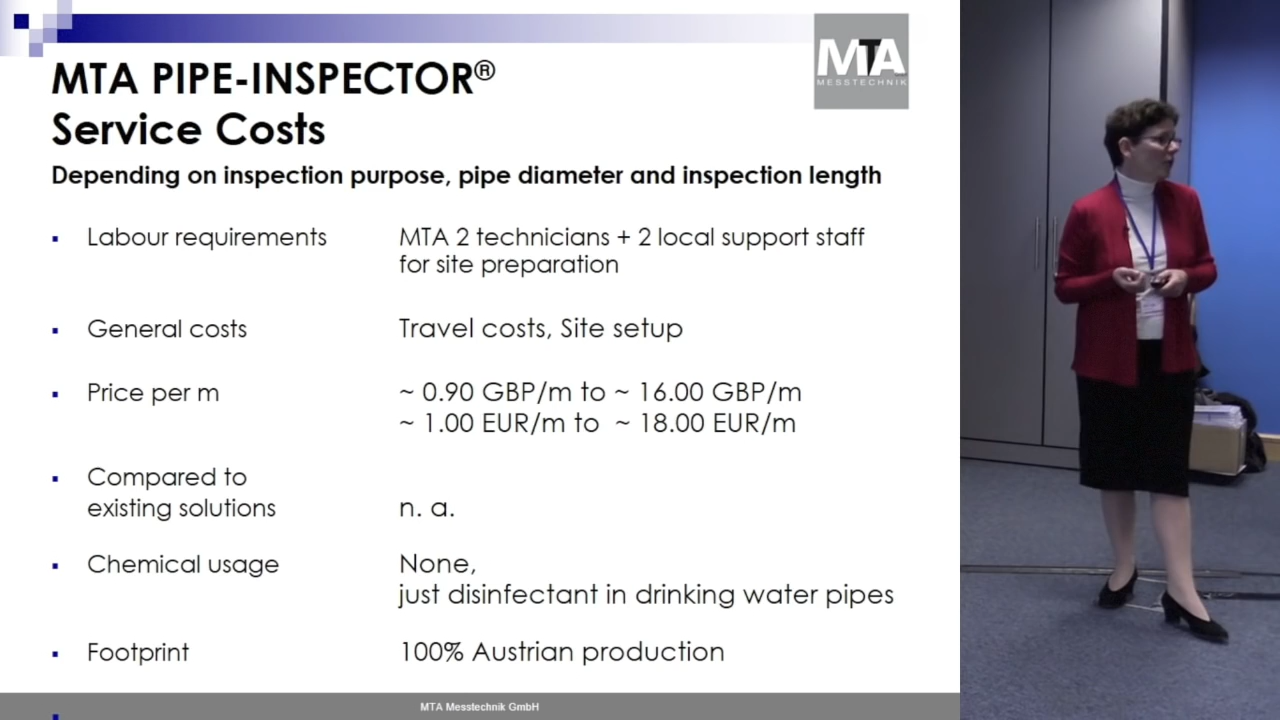 MTA PIPE-INSPECTOR®
MTA
MESSTECHNIK
Service Costs
Depending on inspection purpose, pipe diameter and inspection length
▪ Labour requirements MTA 2 technicians + 2 local support staff
for site preparation
▪ General costs Travel costs, Site setup
▪ Price per m ~ 0.90 GBP/m to ~ 16.00 GBP/m
~ 1.00 EUR/m to ~ 18.00 EUR/m
▪ Compared to
existing solutions n. a.
▪ Chemical usage None,
just disinfectant in drinking water pipes
▪ Footprint 100% Austrian production
MTA Messtechnik GmbH